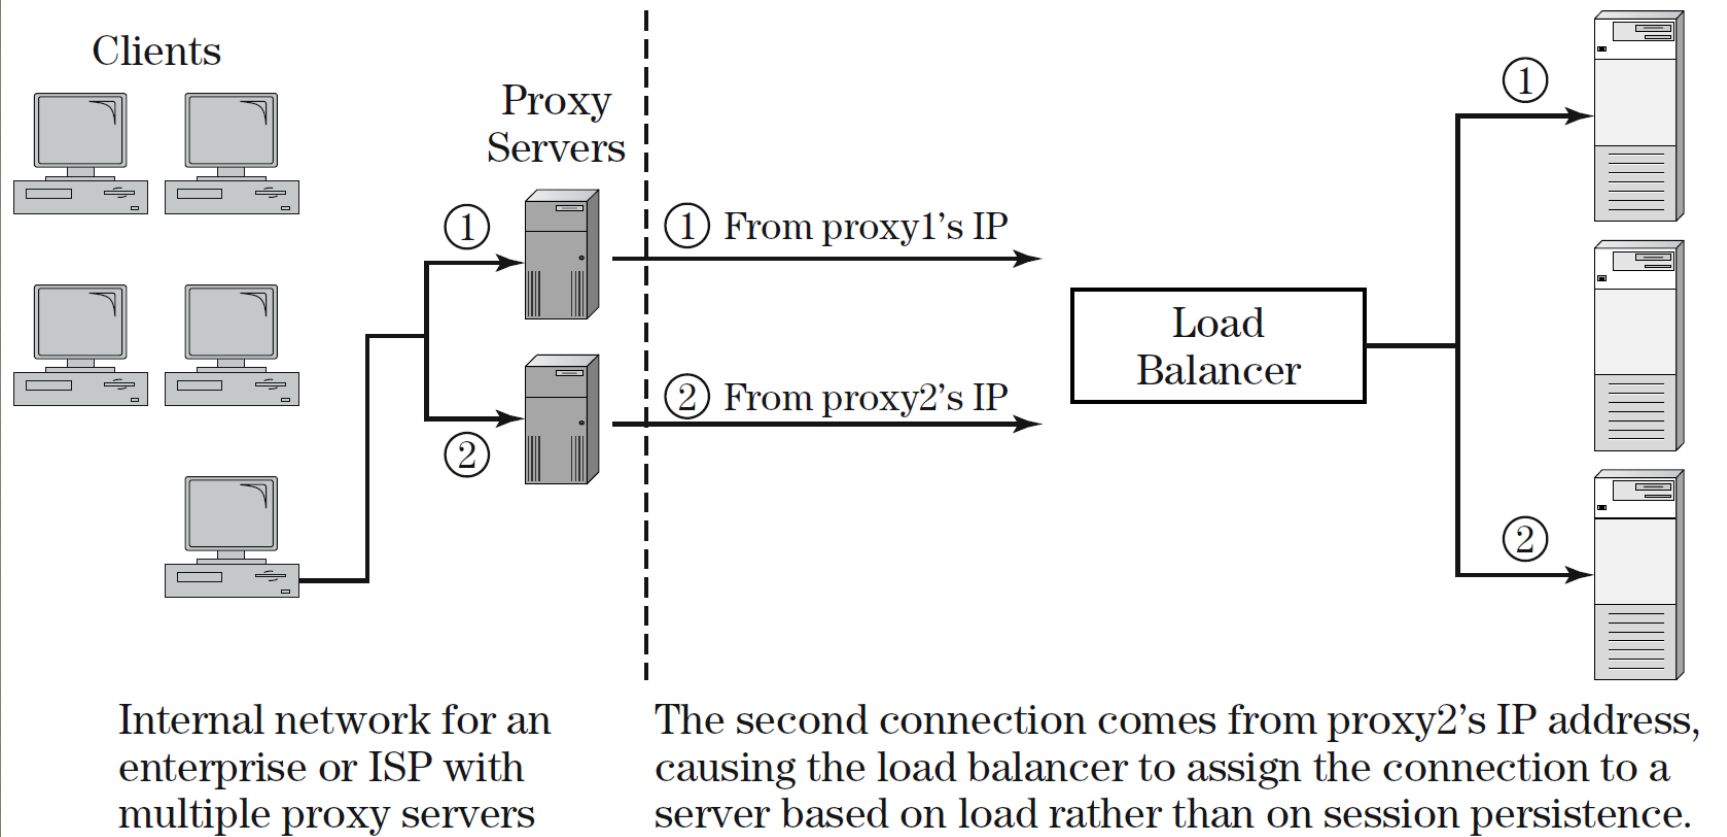 Clients
Proxy
Servers
1
1 From proxy1's IP
2
2 From proxy2's IP
Load
Balancer
1
2
Internal network for an
enterprise or ISP with
multiple proxy servers
The second connection comes from proxy2's IP address,
causing the load balancer to assign the connection to a
server based on load rather than on session persistence.